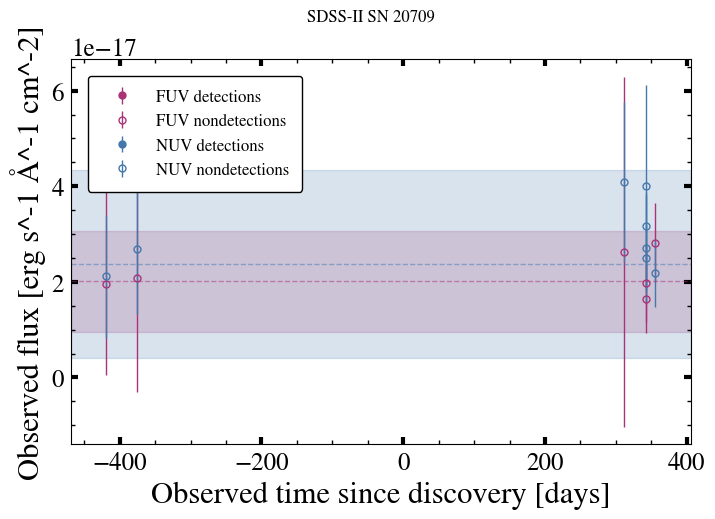 SDSS-II SN 20709
1e−17
FUV detections
FUV nondetections
NUV detections
NUV nondetections
6
4
2
0
Observed flux [erg s^-1 Å^-1 cm^-2]
−400
−200
0
200
400
Observed time since discovery [days]